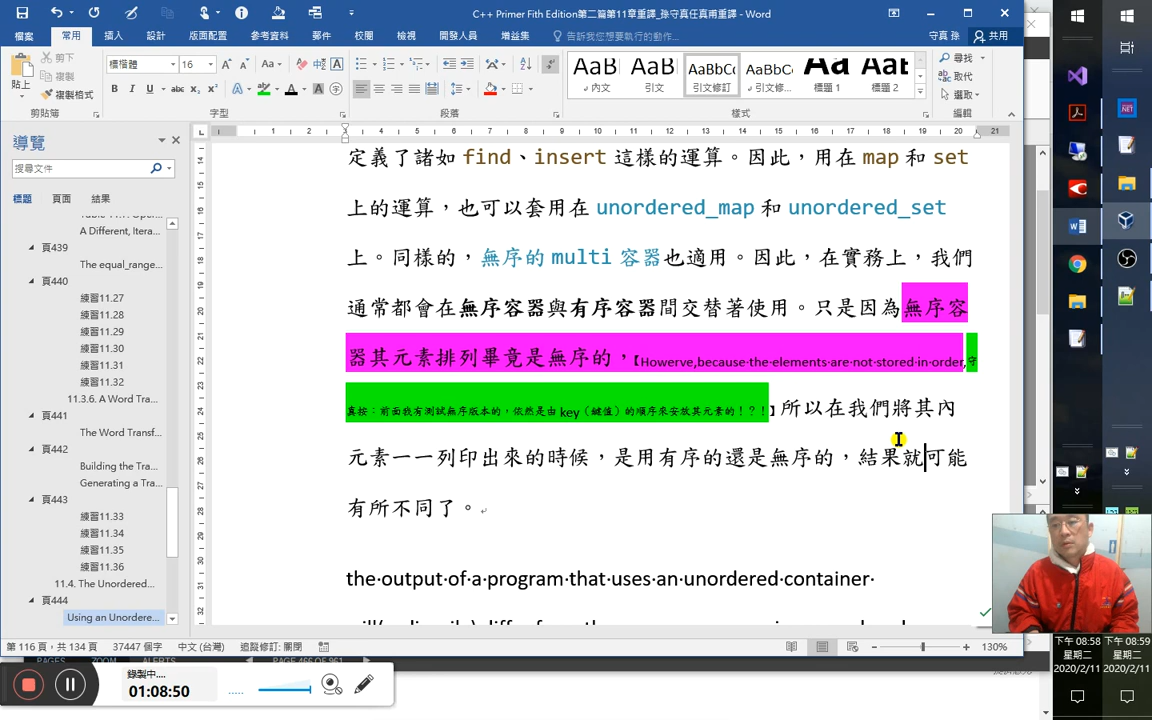 C++ Primer Fith Edition第二篇第11章重譯_孫守真任真甫重譯 - Word
檔案 常用 插入 設計 版面配置 參考資料 郵件 校閱 檢視 開發人員 增益集 告訴我您想要執行的動作... 守真 孫 共用
貼上 剪下 複製 複製格式 剪貼簿
標楷體 16 字型
段落
AaB AaB AaBbCc AaBbC Aa Aat
內文 引文 引文修訂 引文修... 標題 1 標題 2
樣式
尋找 取代 選取 編輯
導覽
搜尋文件
標題 頁面 結果
Table 11.7. Oper...
A Different, Itera...
頁439
The equal_range...
頁440
練習11.27
練習11.28
練習11.29
練習11.30
練習11.31
練習11.32
11.3.6. A Word Tra...
頁441
The Word Transf...
頁442
Building the Tra...
Generating a Tra...
頁443
練習11.33
練習11.34
練習11.35
練習11.36
11.4. The Unordered...
頁444
Using an Unordere...
定義了諸如 find、insert 這樣的運算。因此，用在 map 和 set
上的運算，也可以套用在 unordered_map 和 unordered_set
上。同樣的，無序的 multi 容器也適用。因此，在實務上，我們
通常都會在無序容器與有序容器間交替著使用。只是因為無序容
器其元素排列畢竟是無序的，【Howerve,because·the·elements·are·not·stored·in·order,守
真按：前面我有測試無序版本的，依然是由 key（鍵值）的順序來安放其元素的！？！】所以在我們將其內
元素一一列印出來的時候，是用有序的還是無序的，結果就可能
有所不同了。
the·output·of·a·program·that·uses·an·unordered·container·
第 116 頁，共 134 頁 37447 個字 中文 (台灣) 追蹤修訂: 關閉 130%
PAGES ZOOM ALERTS PAGE 466 OF 961
錄製中....
01:08:50
下午 08:58 下午 08:59
星期二 星期二
2020/2/11 2020/2/11